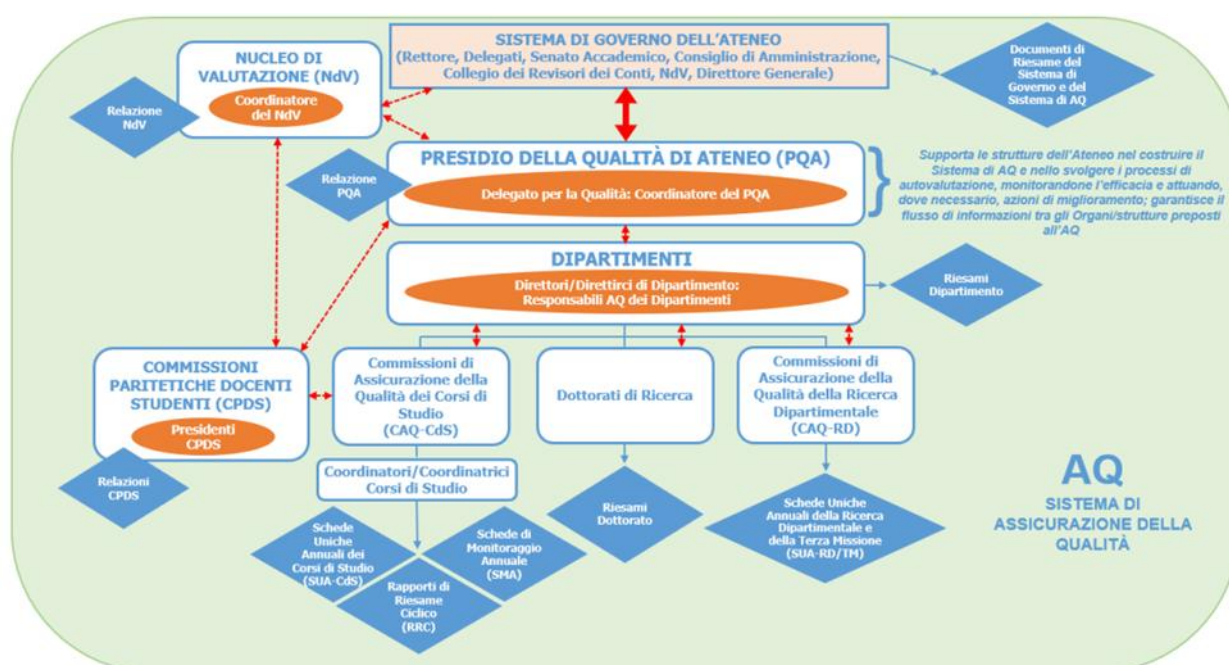 SISTEMA DI GOVERNO DELL'ATENEO
(Rettore, Delegati, Senato Accademico, Consiglio di Amministrazione,
Collegio dei Revisori dei Conti, NdV, Direttore Generale)
Documenti di
Riesame del
Sistema di
Governo e del
Sistema di AQ
NUCLEO DI
VALUTAZIONE (NdV)
Coordinatore
del NdV
Relazione
NdV
PRESIDIO DELLA QUALITÀ DI ATENEO (PQA)
Delegato per la Qualità: Coordinatore del PQA
Relazione
PQA
Supporta le strutture dell'Ateneo nel costruire il
Sistema di AQ e nello svolgere i processi di
autovalutazione, monitorandone l'efficacia e attuando,
dove necessario, azioni di miglioramento; garantisce il
flusso di informazioni tra gli Organi/strutture preposti
all'AQ
DIPARTIMENTI
Direttori/Direttirci di Dipartimento:
Responsabili AQ dei Dipartimenti
Riesami
Dipartimento
COMMISSIONI
PARITETICHE DOCENTI
STUDENTI (CPDS)
Presidenti
CPDS
Relazioni
CPDS
Commissioni di
Assicurazione della
Qualità dei Corsi di
Studio
(CAQ-CdS)
Dottorati di Ricerca
Commissioni di
Assicurazione della
Qualità della Ricerca
Dipartimentale
(CAQ-RD)
Coordinatori/Coordinatrici
Corsi di Studio
Schede
Uniche
Annuali dei
Corsi di Studio
(SUA-CdS)
Rapporti di
Riesame
Ciclico
(RRC)
Schede di
Monitoraggio
Annuale
(SMA)
Riesami
Dottorato
Schede Uniche
Annuali della Ricerca
Dipartimentale e
della Terza Missione
(SUA-RD/TM)
AQ
SISTEMA DI
ASSICURAZIONE DELLA
QUALITÀ